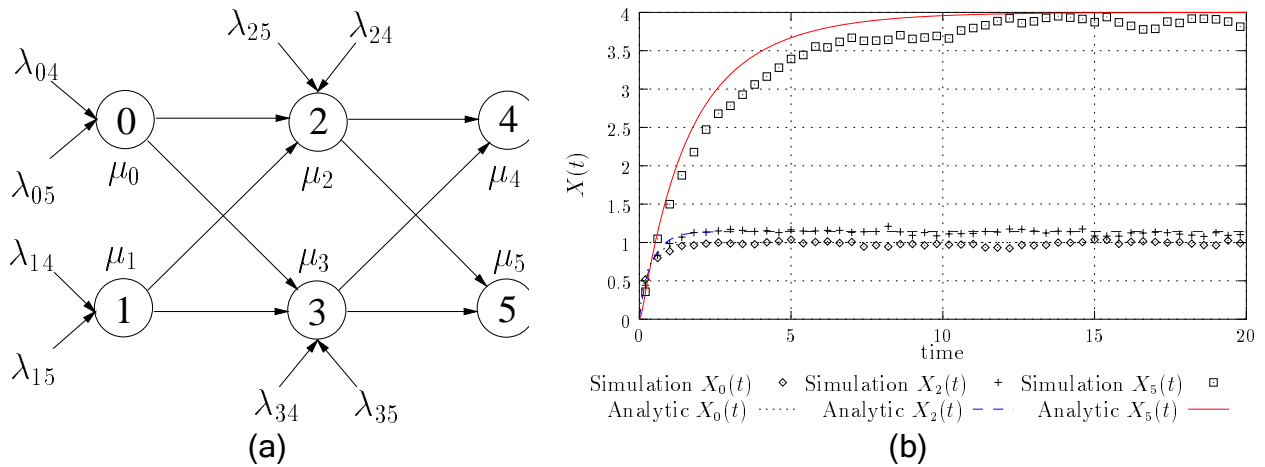 λ25
λ24
λ04
0
2
4
μ0
μ2
μ4
λ05
λ14
μ1
μ3
μ5
1
3
5
λ15
λ34
λ35
(a)
4
3.5
3
2.5
2
1.5
1
0.5
0
X(t)
0
5
10
15
20
time
Simulation X0(t)
Simulation X2(t)
Simulation X5(t)
Analytic X0(t)
Analytic X2(t)
Analytic X5(t)
(b)